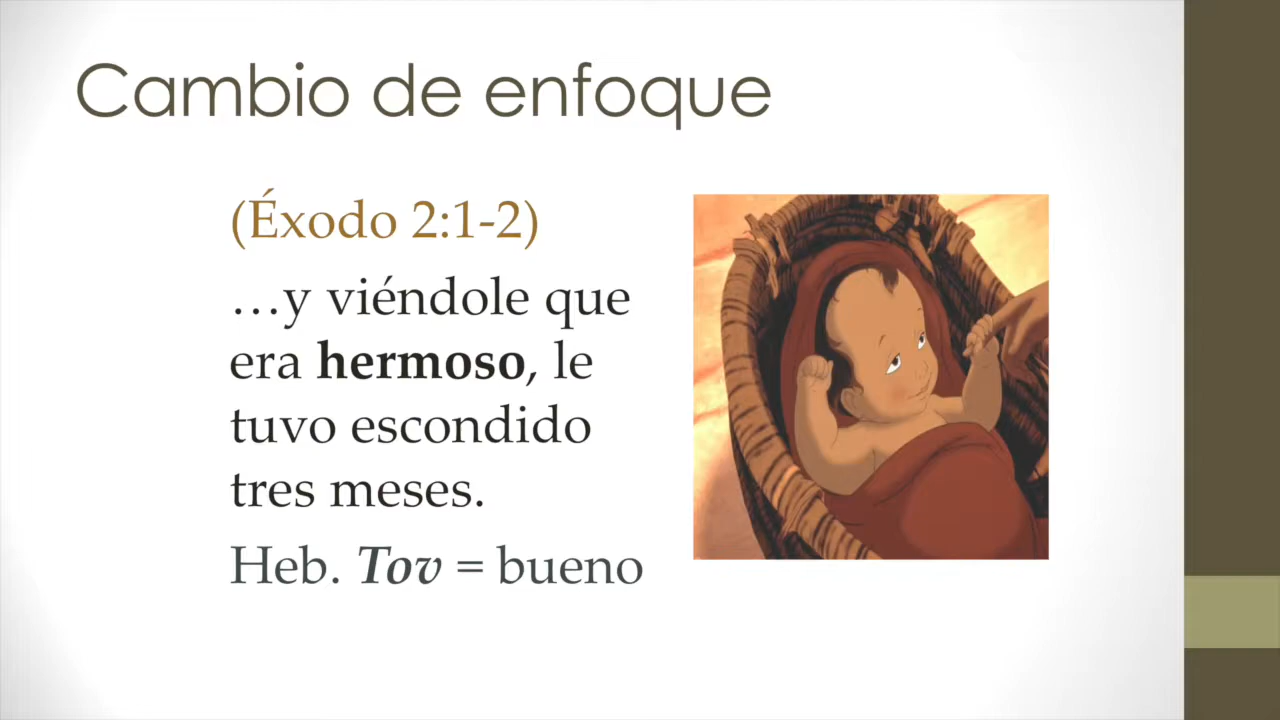 Cambio de enfoque
(Éxodo 2:1-2)
…y viéndole que
era hermoso, le
tuvo escondido
tres meses.
Heb. Tov = bueno